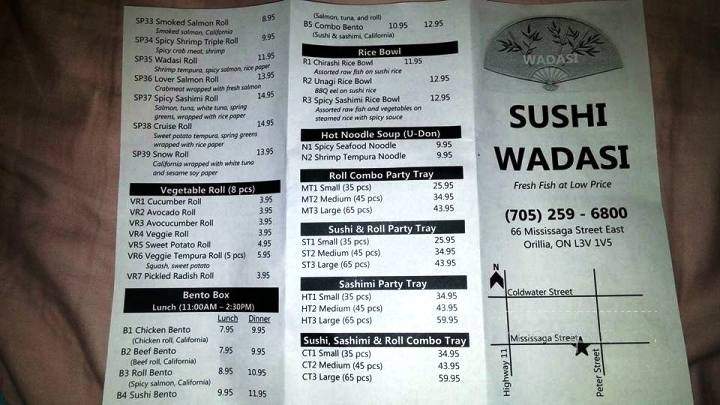 SP33 Smoked Salmon Roll 8.95
Smoked salmon, California
SP34 Spicy Shrimp Triple Roll 9.95
Spicy crab meat, shrimp
SP35 Wadasi Roll 11.95
Shrimp tempura, spicy salmon, rice paper
SP36 Lover Salmon Roll 13.95
Crabmeat wrapped with fresh salmon
SP37 Spicy Sashimi Roll 14.95
Salmon, tuna, white tuna, spring
greens, wrapped with rice paper
SP38 Cruise Roll 14.95
Sweet potato tempura, spring greens
wrapped with rice paper
SP39 Snow Roll 13.95
California wrapped with white tuna
and sesame soy paper
Vegetable Roll (8 pcs)
VR1 Cucumber Roll 3.95
VR2 Avocado Roll 3.95
VR3 Avocucumber Roll 3.95
VR4 Veggie Roll 3.95
VR5 Sweet Potato Roll 4.95
VR6 Veggie Tempura Roll (5 pcs) 5.95
Squash, sweet potato
VR7 Pickled Radish Roll 3.95
Bento Box
Lunch (11:00AM – 2:30PM)
Lunch Dinner
B1 Chicken Bento 7.95 9.95
(Chicken roll, California)
B2 Beef Bento 7.95 9.95
(Beef roll, California)
B3 Roll Bento 8.95 10.95
(Spicy salmon, California)
B4 Sushi Bento 9.95 11.95
(Salmon, tuna, and roll)
B5 Combo Bento 10.95 12.95
(Sushi & sashimi, California)
Rice Bowl
R1 Chirashi Rice Bowl 11.95
Assorted raw fish on sushi rice
R2 Unagi Rice Bowl 12.95
BBQ eel on sushi rice
R3 Spicy Sashimi Rice Bowl 12.95
Assorted raw fish and vegetables on
steamed rice with spicy sauce
Hot Noodle Soup (U-Don)
N1 Spicy Seafood Noodle 9.95
N2 Shrimp Tempura Noodle 9.95
Roll Combo Party Tray
MT1 Small (35 pcs) 25.95
MT2 Medium (45 pcs) 34.95
MT3 Large (65 pcs) 43.95
Sushi & Roll Party Tray
ST1 Small (35 pcs) 25.95
ST2 Medium (45 pcs) 34.95
ST3 Large (65 pcs) 43.95
Sashimi Party Tray
HT1 Small (35 pcs) 34.95
HT2 Medium (45 pcs) 43.95
HT3 Large (65 pcs) 59.95
Sushi, Sashimi & Roll Combo Tray
CT1 Small (35 pcs) 34.95
CT2 Medium (45 pcs) 43.95
CT3 Large (65 pcs) 59.95
WADASI
SUSHI
WADASI
Fresh Fish at Low Price
(705) 259 - 6800
66 Mississaga Street East
Orillia, ON L3V 1V5
N
Coldwater Street
Mississaga Street
Highway 11
Peter Street